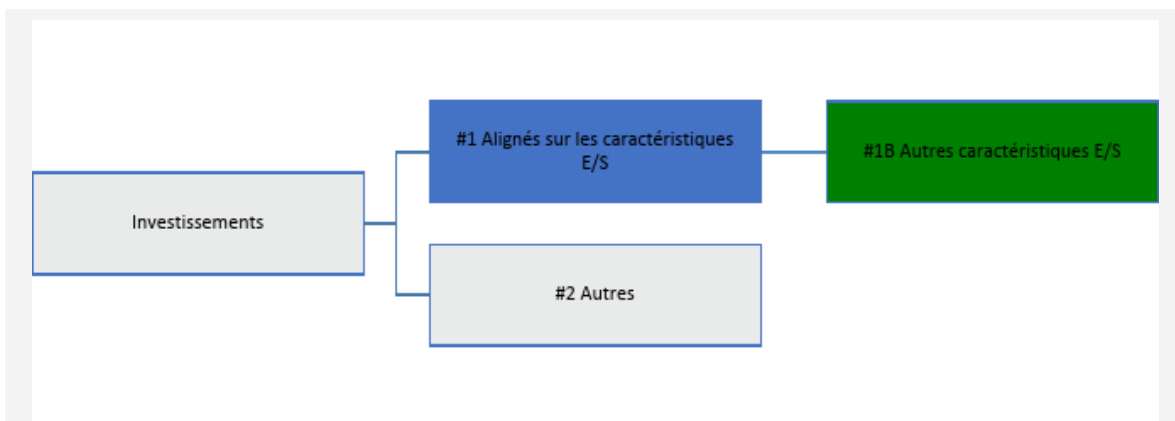 #1 Alignés sur les caractéristiques
E/S
#1B Autres caractéristiques E/S
Investissements
#2 Autres